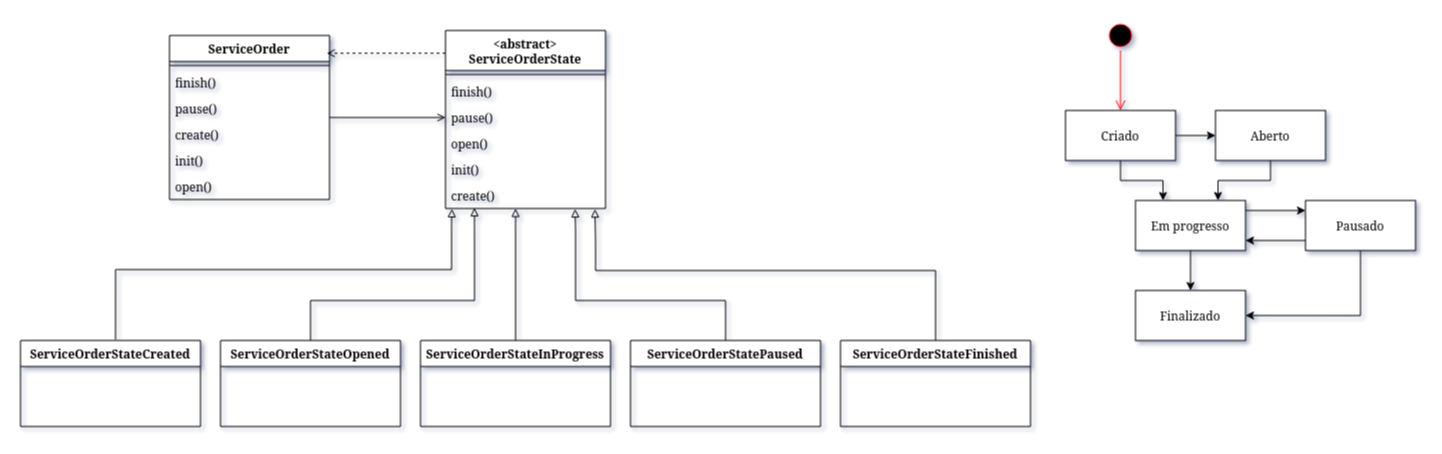 ServiceOrder
finish()
pause()
create()
init()
open()
<abstract>
ServiceOrderState
finish()
pause()
open()
init()
create()
ServiceOrderStateCreated
ServiceOrderStateOpened
ServiceOrderStateInProgress
ServiceOrderStatePaused
ServiceOrderStateFinished
Criado
Aberto
Em progresso
Pausado
Finalizado